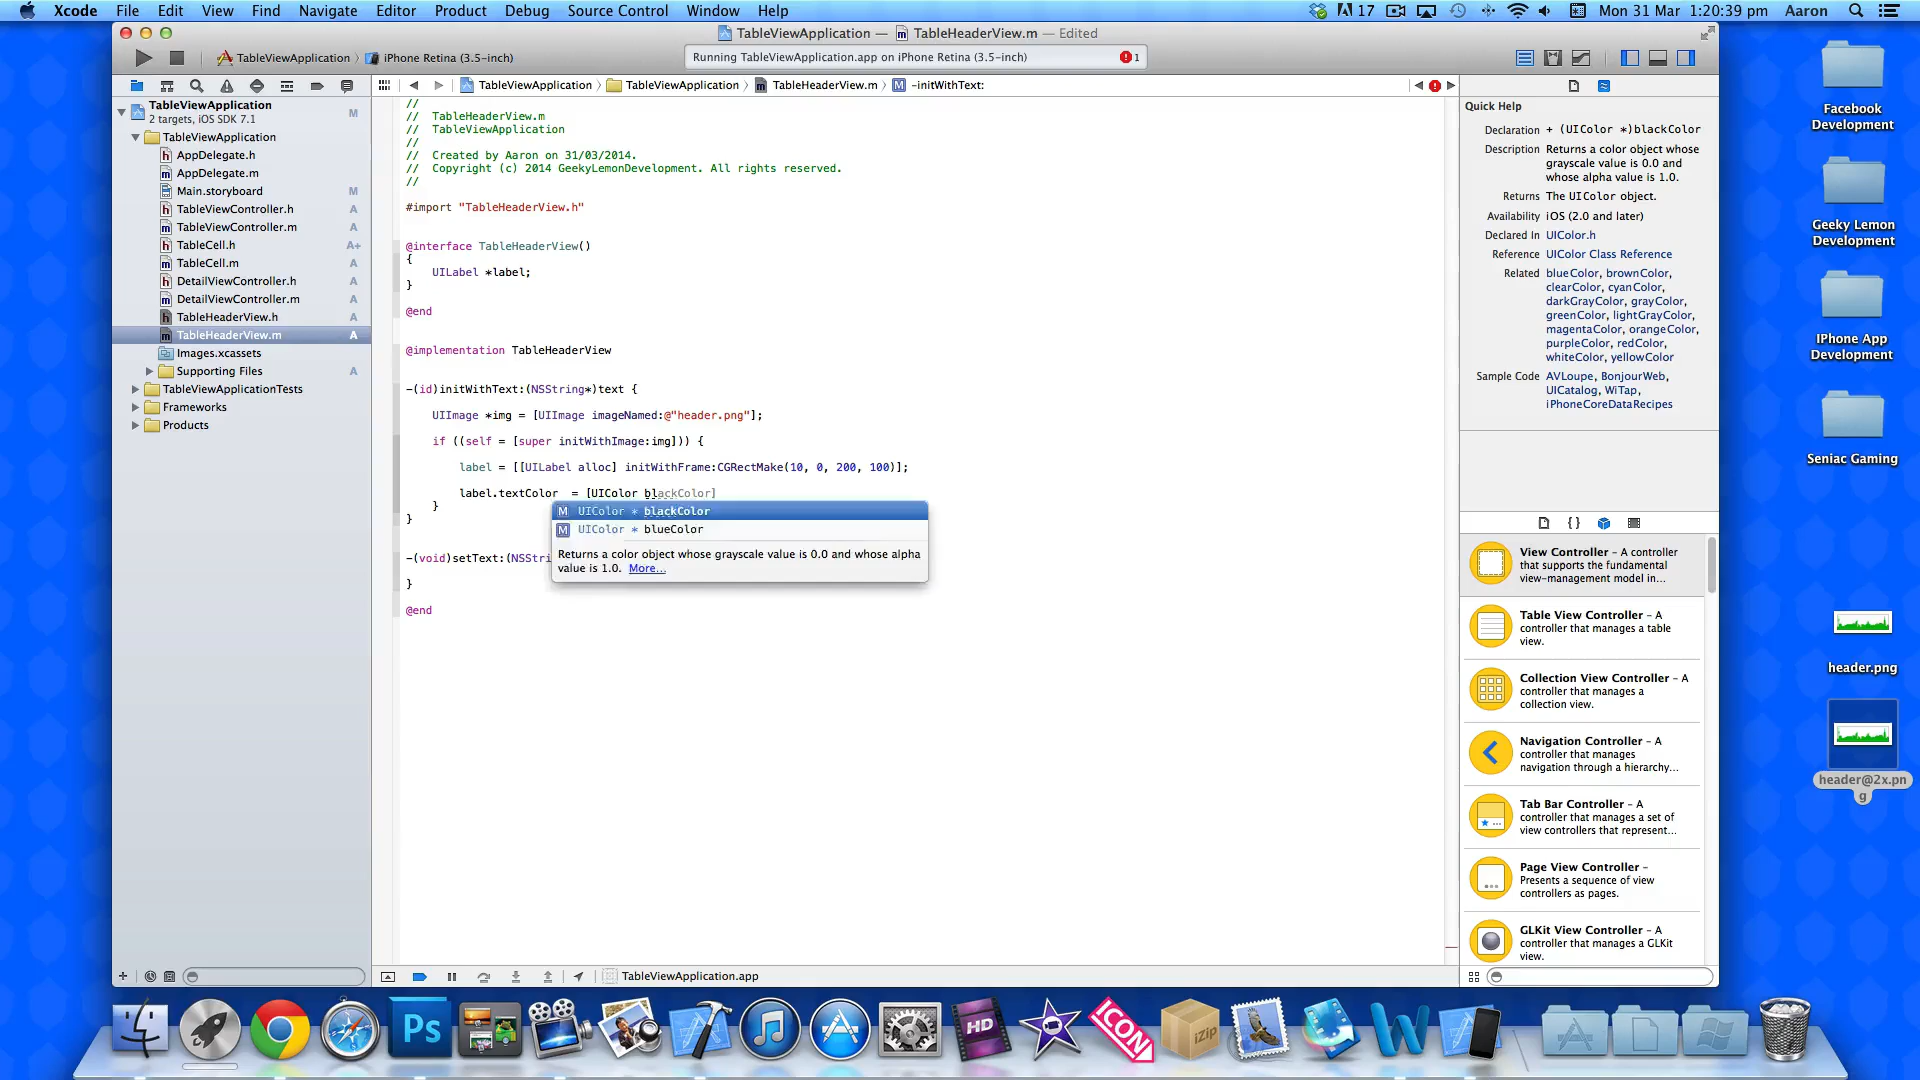 Xcode File Edit View Find Navigate Editor Product Debug Source Control Window Help
17 Mon 31 Mar 1:20:39 pm Aaron
TableViewApplication — TableHeaderView.m — Edited
TableViewApplication iPhone Retina (3.5-inch)
Running TableViewApplication.app on iPhone Retina (3.5-inch) 1
TableViewApplication TableViewApplication TableHeaderView.m -initWithText:
TableViewApplication M
2 targets, iOS SDK 7.1
TableViewApplication
AppDelegate.h
AppDelegate.m
Main.storyboard M
TableViewController.h A
TableViewController.m A
TableCell.h A+
TableCell.m A
DetailViewController.h A
DetailViewController.m A
TableHeaderView.h A
TableHeaderView.m A
Images.xcassets
Supporting Files A
TableViewApplicationTests
Frameworks
Products
//
// TableHeaderView.m
// TableViewApplication
//
// Created by Aaron on 31/03/2014.
// Copyright (c) 2014 GeekyLemonDevelopment. All rights reserved.
//
#import "TableHeaderView.h"
@interface TableHeaderView()
{
UILabel *label;
}
@end
@implementation TableHeaderView
-(id)initWithText:(NSString*)text {
UIImage *img = [UIImage imageNamed:@"header.png"];
if ((self = [super initWithImage:img])) {
label = [[UILabel alloc] initWithFrame:CGRectMake(10, 0, 200, 100)];
label.textColor  = [UIColor blackColor]
}
}
M UIColor * blackColor
M UIColor * blueColor
Returns a color object whose grayscale value is 0.0 and whose alpha
value is 1.0. More...
-(void)setText:(NSStri
}
@end
TableViewApplication.app
Quick Help
Declaration + (UIColor *)blackColor
Description Returns a color object whose
grayscale value is 0.0 and
whose alpha value is 1.0.
Returns The UIColor object.
Availability iOS (2.0 and later)
Declared In UIColor.h
Reference UIColor Class Reference
Related blueColor, brownColor,
clearColor, cyanColor,
darkGrayColor, grayColor,
greenColor, lightGrayColor,
magentaColor, orangeColor,
purpleColor, redColor,
whiteColor, yellowColor
Sample Code AVLoupe, BonjourWeb,
UICatalog, WiTap,
iPhoneCoreDataRecipes
{ }
View Controller - A controller
that supports the fundamental
view-management model in...
Table View Controller - A
controller that manages a table
view.
Collection View Controller - A
controller that manages a
collection view.
Navigation Controller - A
controller that manages
navigation through a hierarchy...
Tab Bar Controller - A
controller that manages a set of
view controllers that represent...
Page View Controller -
Presents a sequence of view
controllers as pages.
GLKit View Controller - A
controller that manages a GLKit
view.
Facebook
Development
Geeky Lemon
Development
IPhone App
Development
Seniac Gaming
header.png
header@2x.pn
g
Ps
HD
ICON
iZip
W